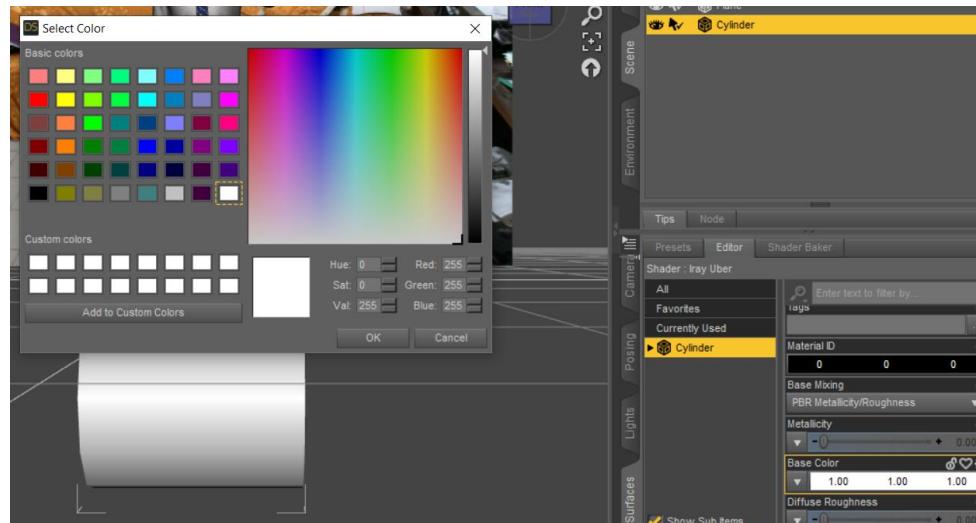 DS Select Color
Basic colors
Custom colors
Add to Custom Colors
Hue: 0
Red: 255
Sat: 0
Green: 255
Val: 255
Blue: 255
OK
Cancel
Plane
Cylinder
Scene
Environment
Camera
Posing
Lights
Surfaces
Tips
Node
Presets
Editor
Shader Baker
Shader : Iray Uber
All
Favorites
Currently Used
Cylinder
Show Sub Items
Enter text to filter by...
Tags
Material ID
0 0 0
Base Mixing
PBR Metallicity/Roughness
Metallicity
0.00
Base Color
1.00 1.00 1.00
Diffuse Roughness